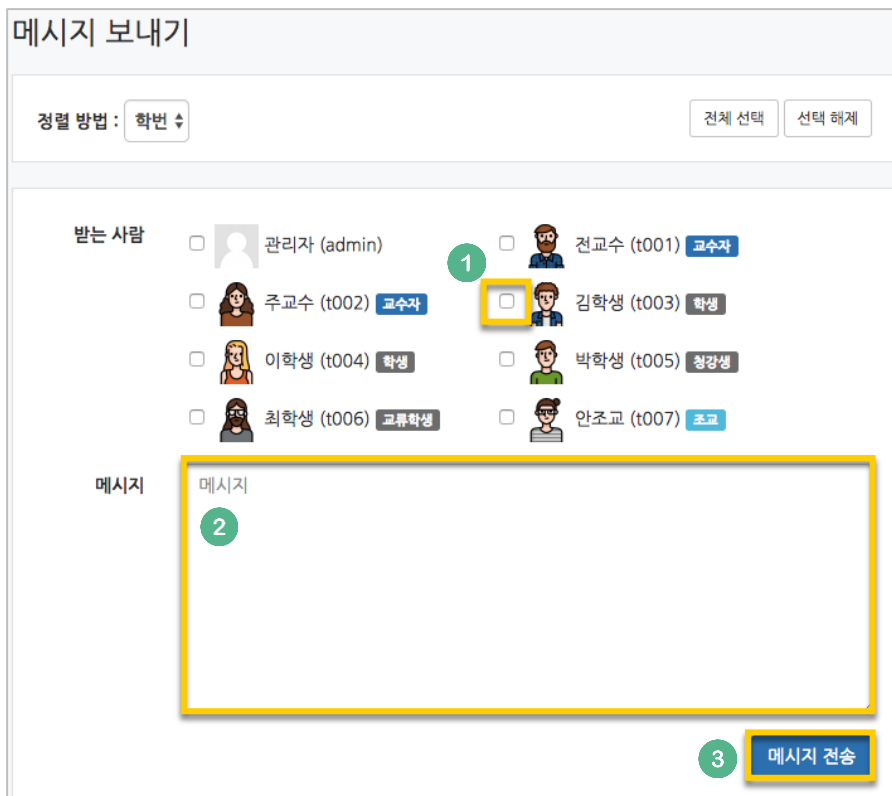 메시지 보내기
정렬 방법 : 학번 전체 선택 선택 해제
받는 사람 관리자 (admin) 전교수 (t001) 교수자
1
주교수 (t002) 교수자 김학생 (t003) 학생
이학생 (t004) 학생 박학생 (t005) 청강생
최학생 (t006) 교류학생 안조교 (t007) 조교
메시지 메시지
2
3 메시지 전송